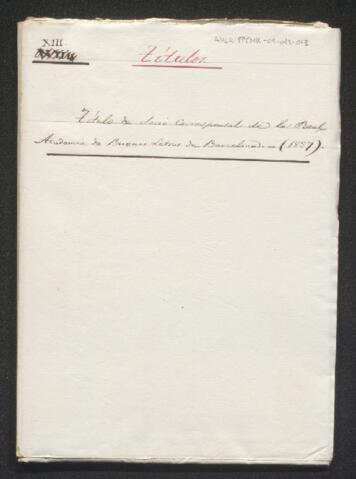 XIII
Títulos
Título de Socio Corresponsal de la Real
Academia de Buenas Letras de Barcelona (1857).